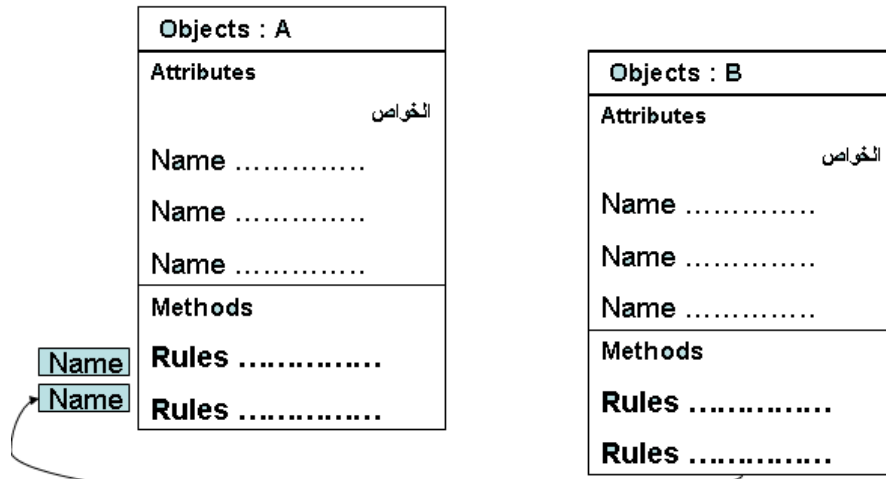 Objects : A
Attributes
الخواص
Name ..............
Name ..............
Name ..............
Methods
Name
Rules ...............
Name
Rules ...............
Objects : B
Attributes
الخواص
Name ..............
Name ..............
Name ..............
Methods
Rules ...............
Rules ...............